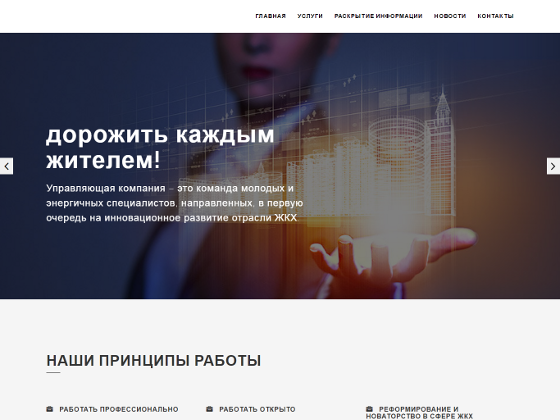 ГЛАВНАЯ УСЛУГИ РАСКРЫТИЕ ИНФОРМАЦИИ НОВОСТИ КОНТАКТЫ
дорожить каждым
жителем!
Управляющая компания – это команда молодых и
энергичных специалистов, направленных, в первую
очередь на инновационное развитие отрасли ЖКХ.
НАШИ ПРИНЦИПЫ РАБОТЫ
РАБОТАТЬ ПРОФЕССИОНАЛЬНО РАБОТАТЬ ОТКРЫТО РЕФОРМИРОВАНИЕ И
НОВАТОРСТВО В СФЕРЕ ЖКХ